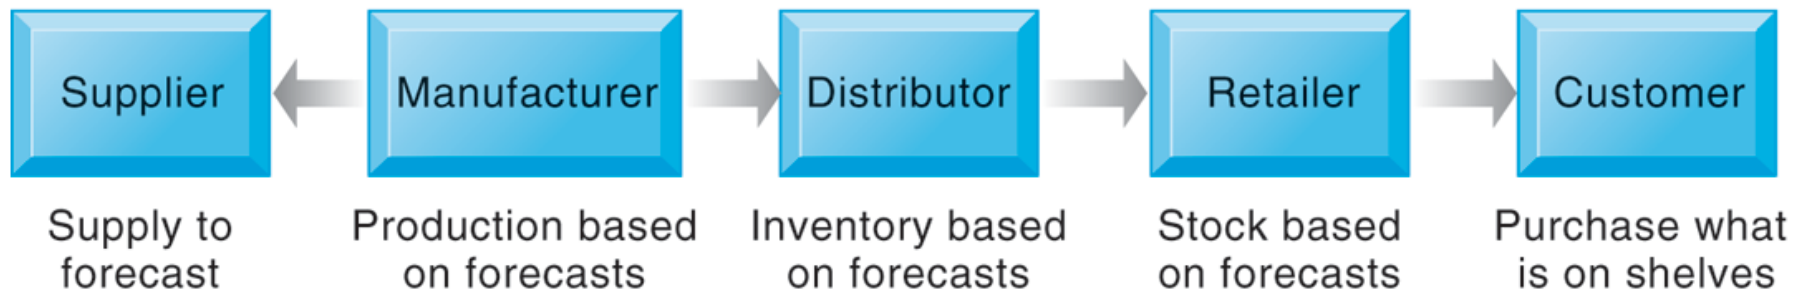 Supplier
Manufacturer
Distributor
Retailer
Customer
Supply to
forecast
Production based
on forecasts
Inventory based
on forecasts
Stock based
on forecasts
Purchase what
is on shelves